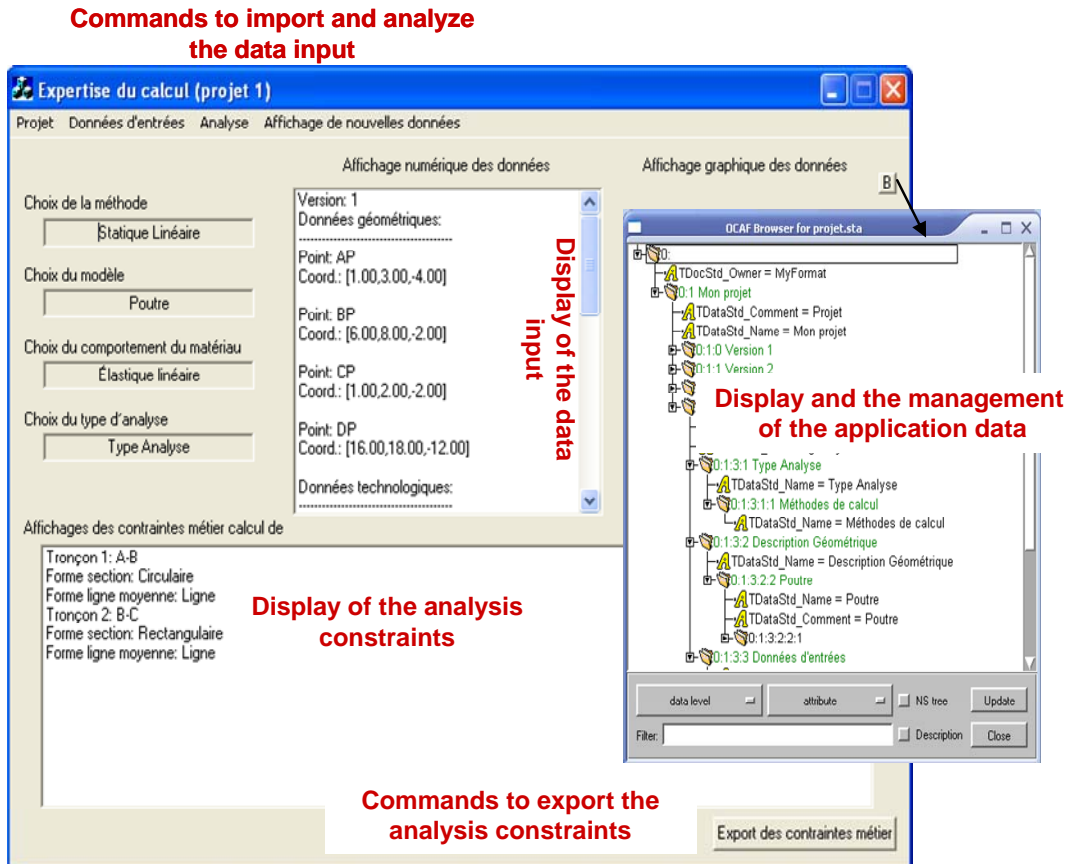 Commands to import and analyze
the data input
Expertise du calcul (projet 1)
Projet Données d'entrées Analyse Affichage de nouvelles données
Affichage numérique des données
Affichage graphique des données
B
Choix de la méthode
Statique Linéaire
Choix du modèle
Poutre
Choix du comportement du matériau
Élastique linéaire
Choix du type d'analyse
Type Analyse
Version: 1
Données géométriques:
Point: AP
Coord.: [1.00,3.00,-4.00]
Point: BP
Coord.: [6.00,8.00,-2.00]
Point: CP
Coord.: [1.00,2.00,-2.00]
Point: DP
Coord.: [16.00,18.00,-12.00]
Données technologiques:
Display of the data
input
OCAF Browser for projet.sta
0:
TDocStd_Owner = MyFormat
0:1 Mon projet
TDataStd_Comment = Projet
TDataStd_Name = Mon projet
0:1:0 Version 1
0:1:1 Version 2
Display and the management
of the application data
0:1:3:1 Type Analyse
TDataStd_Name = Type Analyse
0:1:3:1:1 Méthodes de calcul
TDataStd_Name = Méthodes de calcul
0:1:3:2 Description Géométrique
TDataStd_Name = Description Géométrique
0.1.3.2.2 Poutre
TDataStd_Name = Poutre
TDataStd_Comment = Poutre
0:1:3:2:2:1
0:1:3:3 Données d'entrées
data level attribute NS tree Update
Filter: Description Close
Affichages des contraintes métier calcul de
Tronçon 1: A-B
Forme section: Circulaire
Forme ligne moyenne: Ligne
Tronçon 2: B-C
Forme section: Rectangulaire
Forme ligne moyenne: Ligne
Display of the analysis
constraints
Commands to export the
analysis constraints
Export des contraintes métier